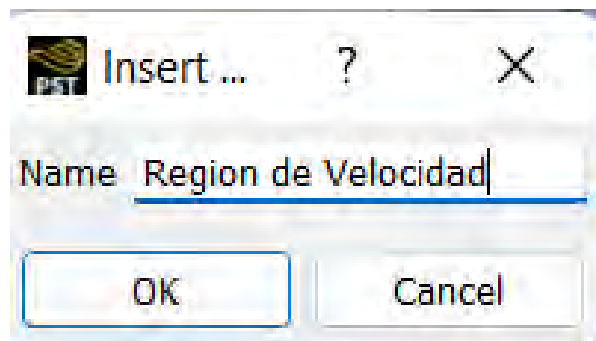 PST Insert ... ? X
Name Region de Velocidad
OK Cancel